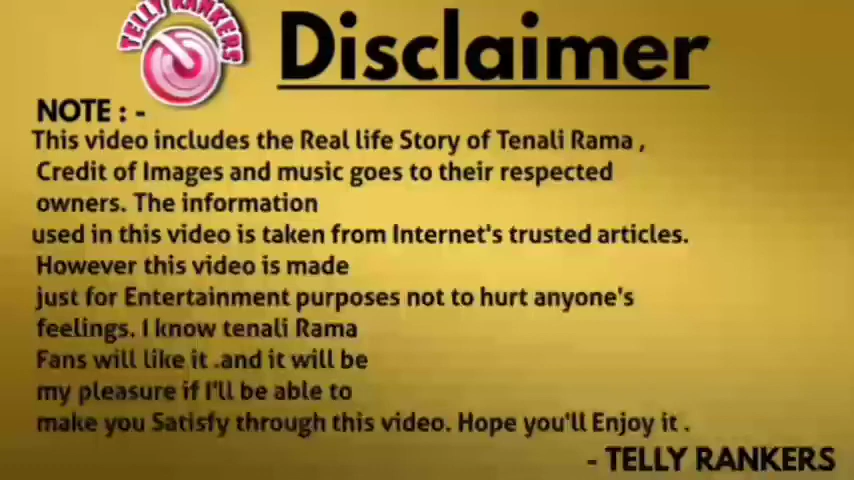 TELLY RANKERS
Disclaimer
NOTE : -
This video includes the Real life Story of Tenali Rama ,
Credit of Images and music goes to their respected
owners. The information
used in this video is taken from Internet's trusted articles.
However this video is made
just for Entertainment purposes not to hurt anyone's
feelings. I know tenali Rama
Fans will like it .and it will be
my pleasure if I'll be able to
make you Satisfy through this video. Hope you'll Enjoy it .
- TELLY RANKERS